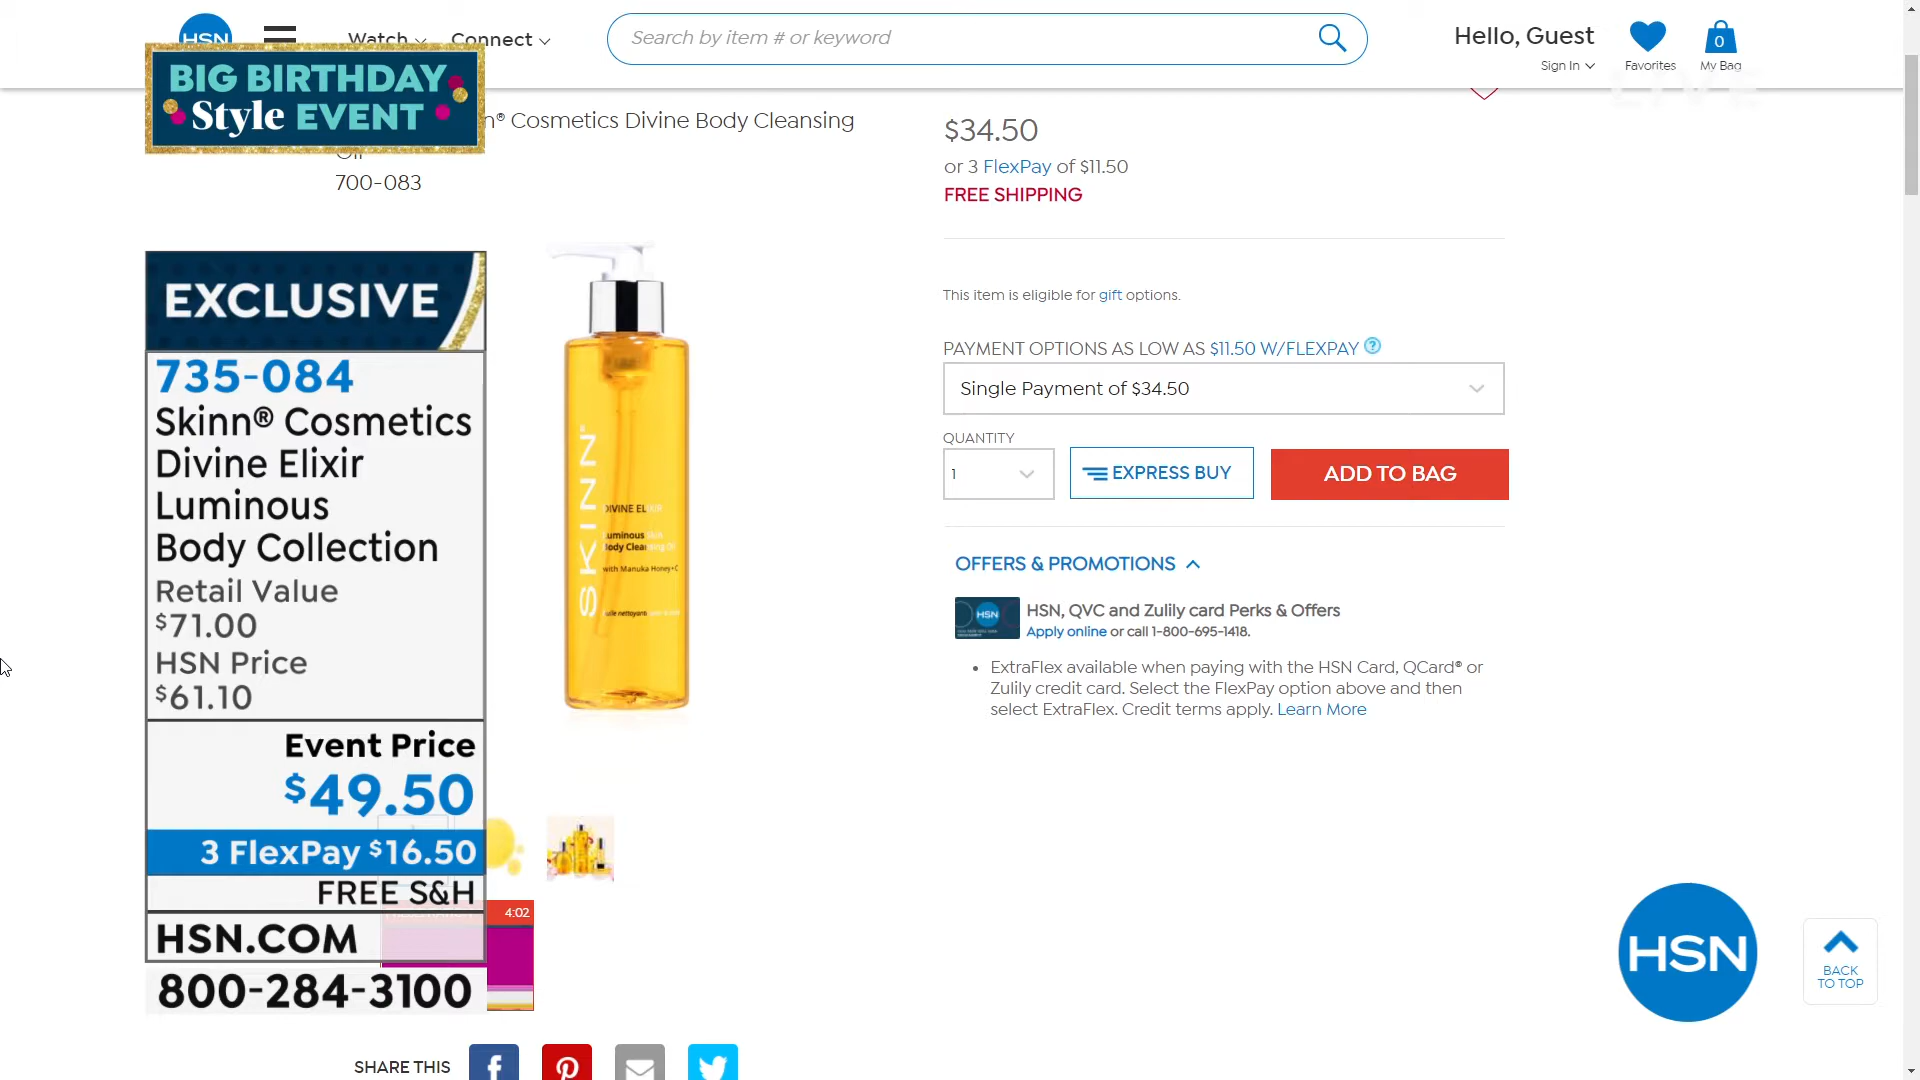 HSN
Watch
Connect
Search by item # or keyword
Hello, Guest
Sign In
Favorites
0
My Bag
LIVE
BIG BIRTHDAY
Style EVENT
n® Cosmetics Divine Body Cleansing
700-083
$34.50
or 3 FlexPay of $11.50
FREE SHIPPING
This item is eligible for gift options.
PAYMENT OPTIONS AS LOW AS $11.50 W/FLEXPAY ?
Single Payment of $34.50
QUANTITY
1
EXPRESS BUY
ADD TO BAG
OFFERS & PROMOTIONS
HSN
HSN, QVC and Zulily card Perks & Offers
Apply online or call 1-800-695-1418.
• ExtraFlex available when paying with the HSN Card, QCard® or
Zulily credit card. Select the FlexPay option above and then
select ExtraFlex. Credit terms apply. Learn More
EXCLUSIVE
735-084
Skinn® Cosmetics
Divine Elixir
Luminous
Body Collection
Retail Value
$71.00
HSN Price
$61.10
Event Price
$49.50
3 FlexPay $16.50
FREE S&H
HSN.COM
800-284-3100
SKINN®
DIVINE ELIXIR
Luminous Skin
Body Cleansing Oil
with Manuka Honey+C
4:02
HSN
BACK
TO TOP
SHARE THIS